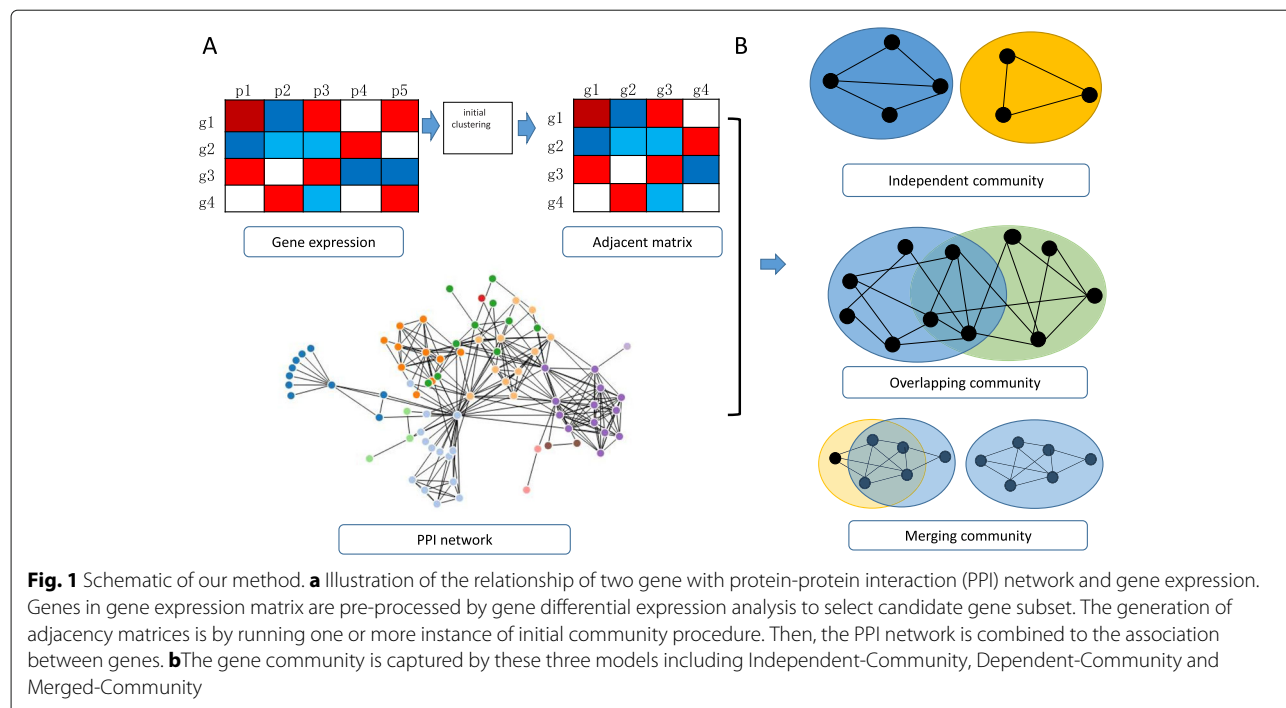 A
B
p1 p2 p3 p4 p5
g1
g2
g3
g4
initial
clustering
g1 g2 g3 g4
g1
g2
g3
g4
Gene expression
Adjacent matrix
PPI network
Independent community
Overlapping community
Merging community
Fig. 1 Schematic of our method. a Illustration of the relationship of two gene with protein-protein interaction (PPI) network and gene expression.
Genes in gene expression matrix are pre-processed by gene differential expression analysis to select candidate gene subset. The generation of
adjacency matrices is by running one or more instance of initial community procedure. Then, the PPI network is combined to the association
between genes. bThe gene community is captured by these three models including Independent-Community, Dependent-Community and
Merged-Community